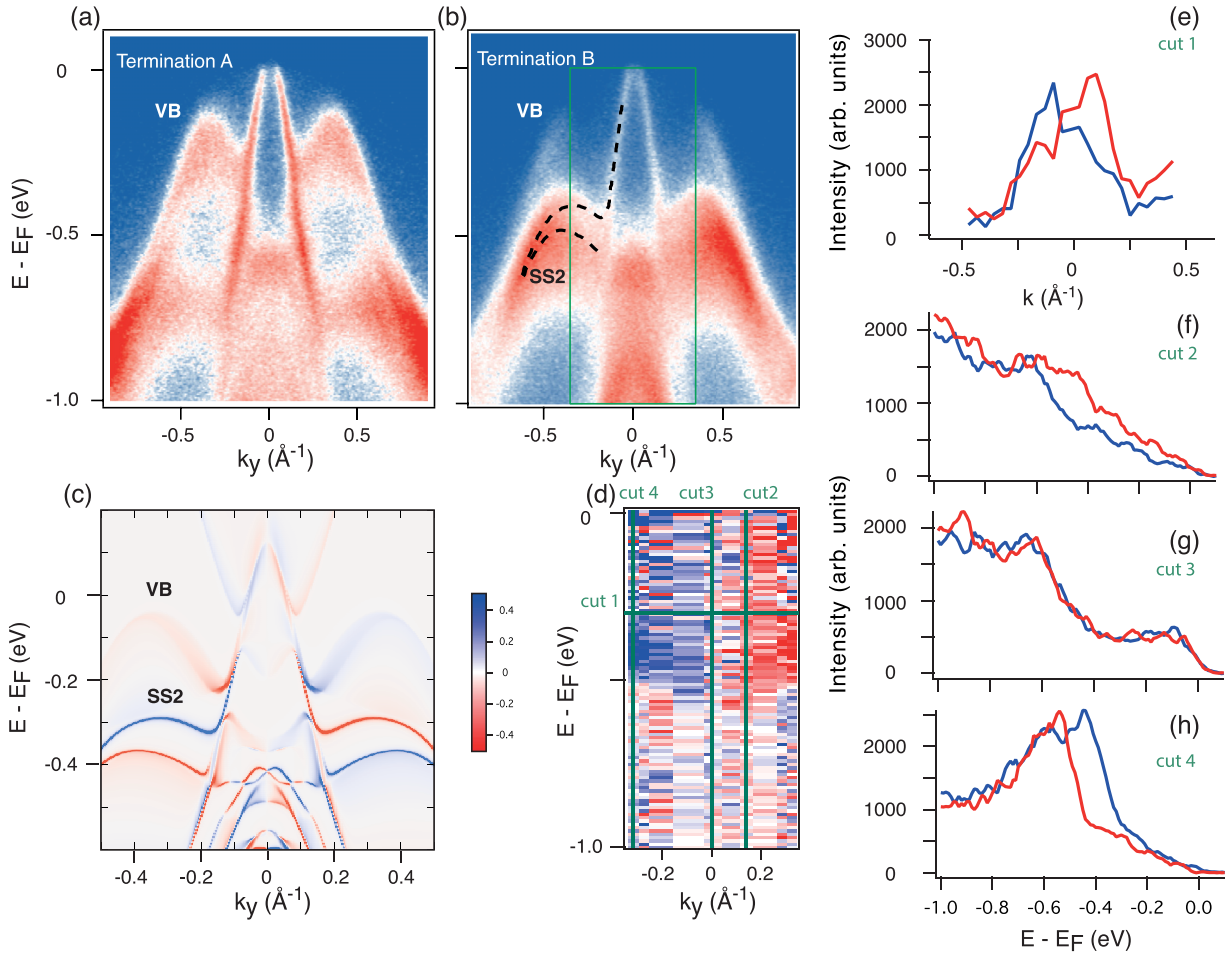 (a)
Termination A
VB
0
-0.5
-1.0
E - EF (eV)
-0.5
0
0.5
ky (Å-1)
(b)
Termination B
VB
SS2
-0.5
0
0.5
ky (Å-1)
(c)
VB
SS2
0
-0.2
-0.4
E - EF (eV)
-0.4
-0.2
0
0.2
0.4
ky (Å-1)
0.4
0.2
0
-0.2
-0.4
(d)
cut 4
cut3
cut2
cut 1
0
-1.0
E - EF (eV)
-0.2
0
0.2
ky (Å-1)
(e)
cut 1
3000
2000
1000
0
Intensity (arb. units)
-0.5
0
0.5
k (Å-1)
(f)
cut 2
2000
1000
0
(g)
cut 3
2000
1000
0
Intensity (arb. units)
(h)
cut 4
2000
1000
0
-1.0
-0.8
-0.6
-0.4
-0.2
0.0
E - EF (eV)